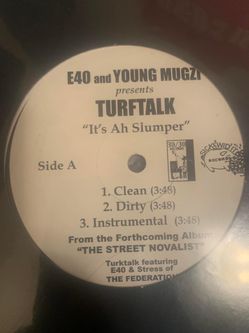 E40 and YOUNG MUGZI
presents
TURFTALK
"It's Ah Slumper"
Side A
1. Clean (3:48)
2. Dirty (3:48)
3. Instrumental (3:48)
From the Forthcoming Album
"THE STREET NOVALIST"
Turktalk featuring
E40 & Stress of
THE FEDERATION